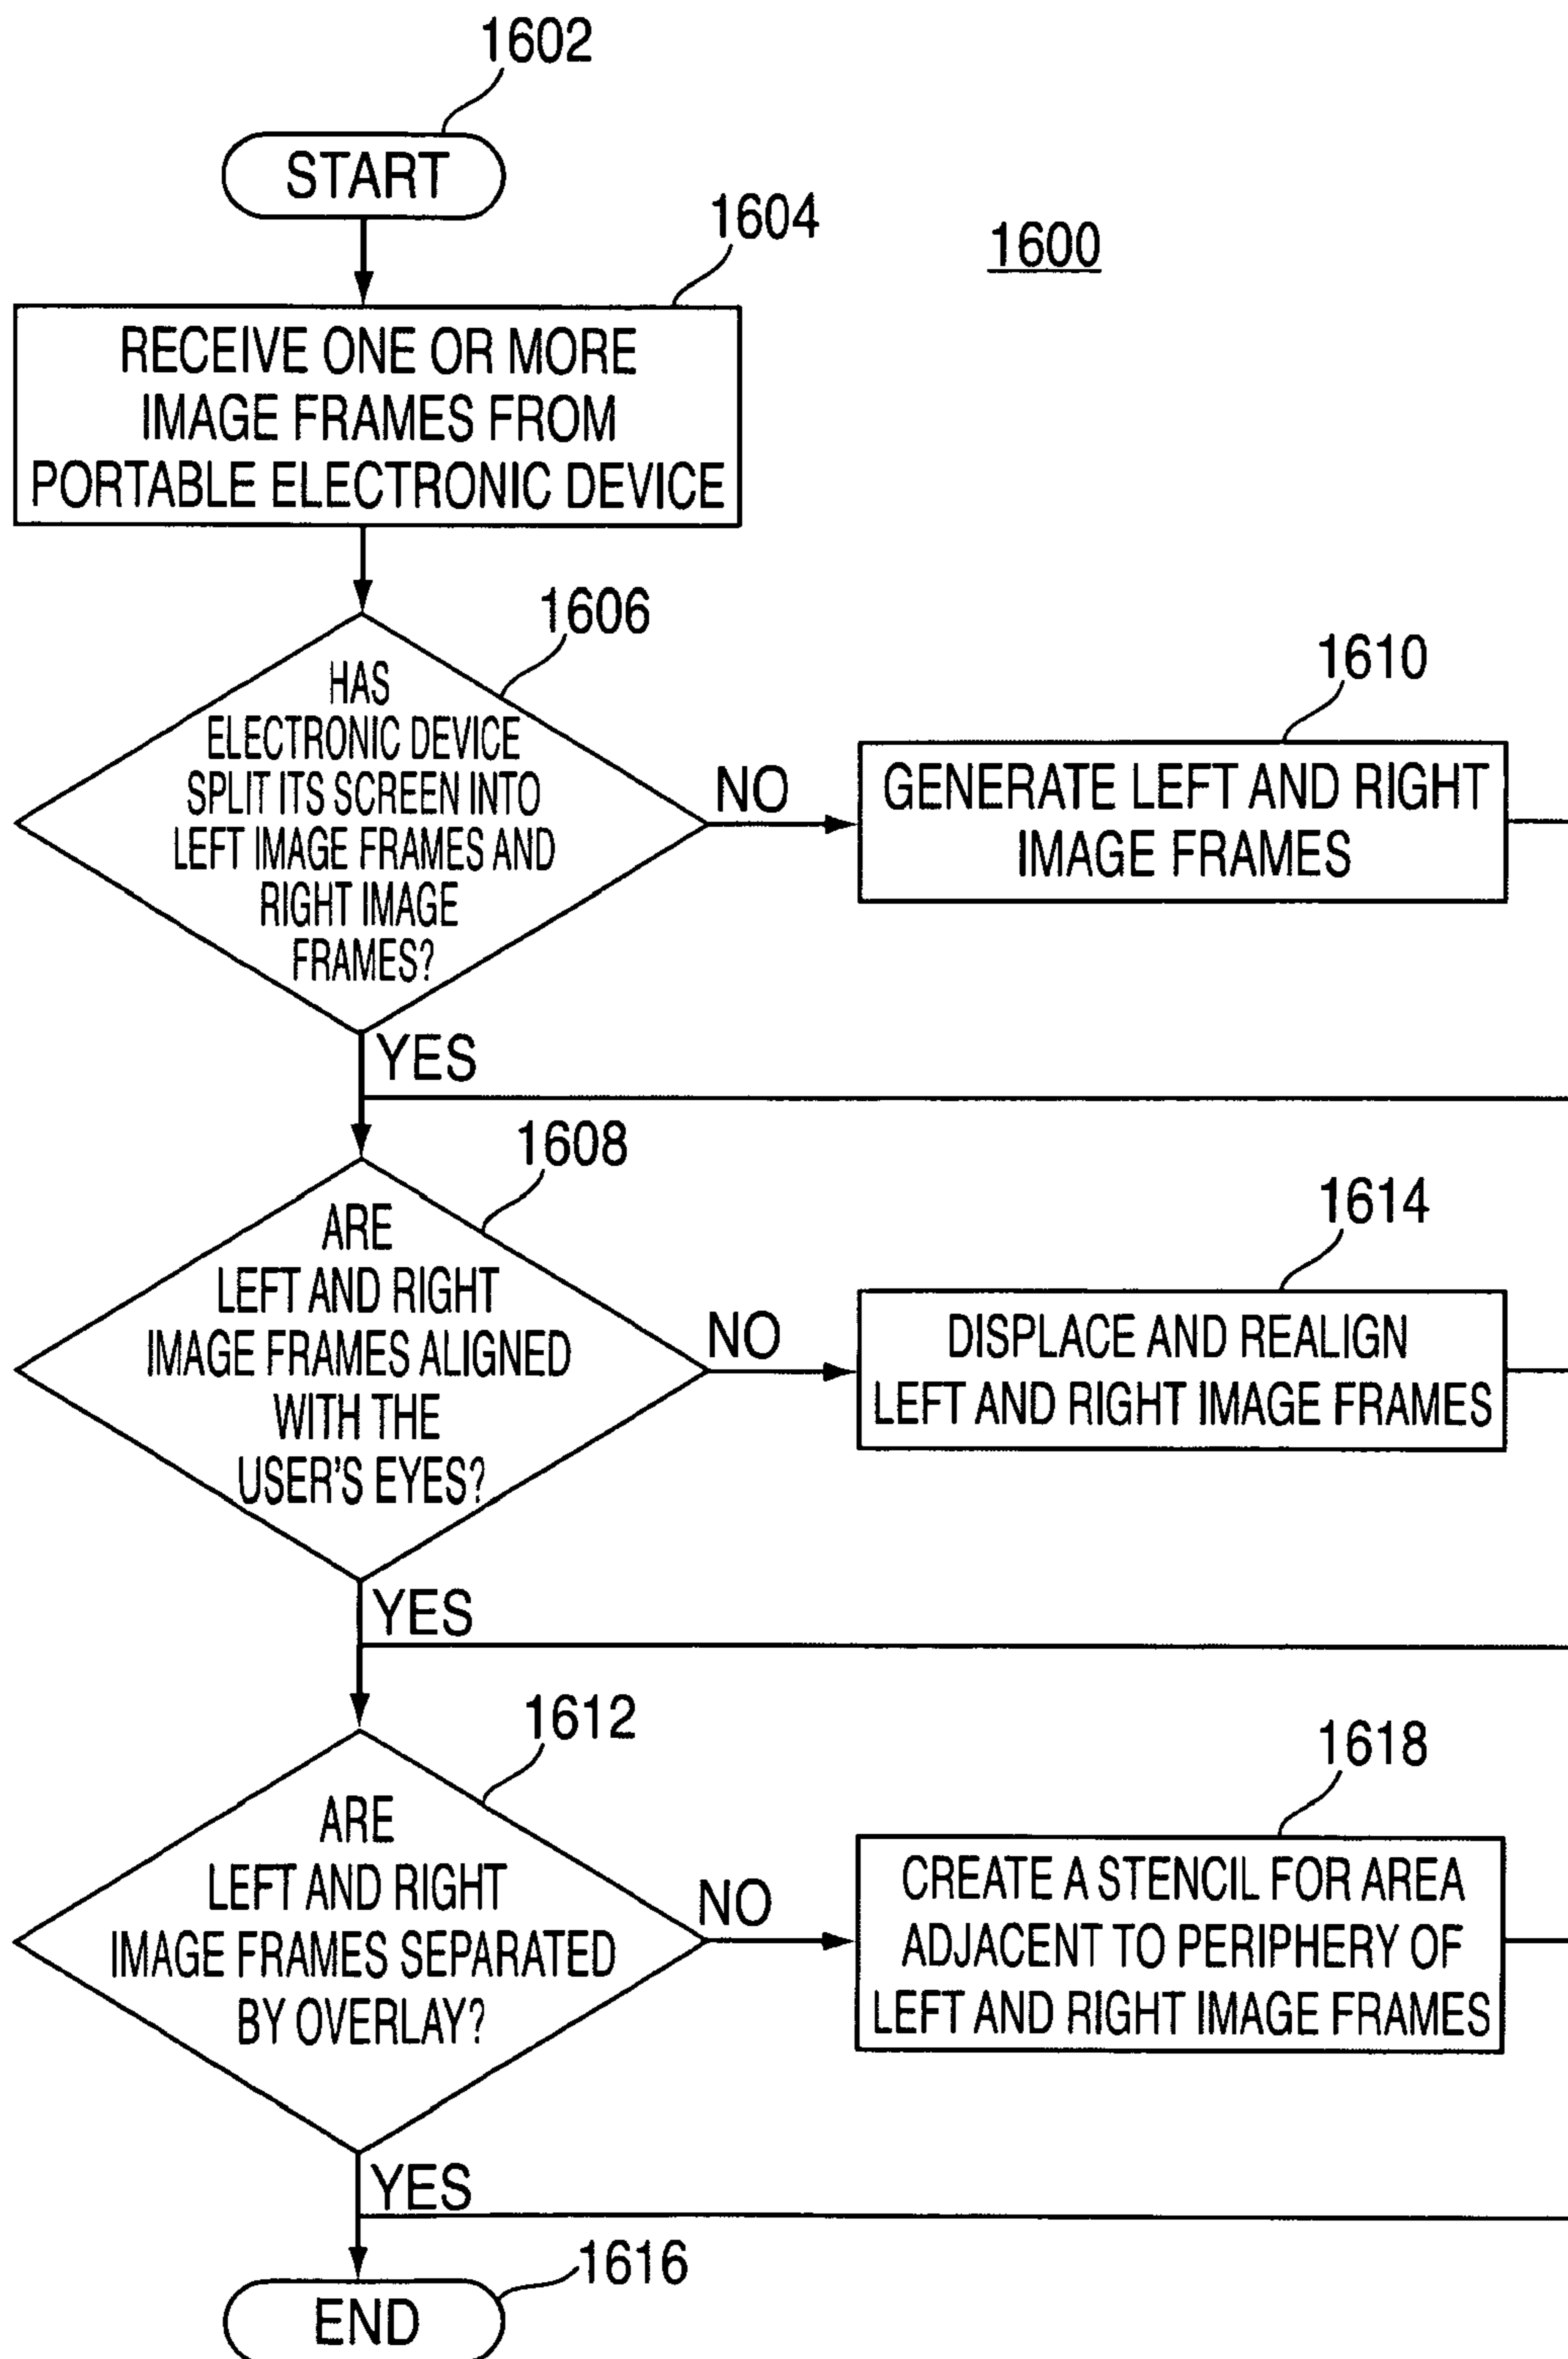 1602
START
1604
1600
RECEIVE ONE OR MORE
IMAGE FRAMES FROM
PORTABLE ELECTRONIC DEVICE
1606
HAS
ELECTRONIC DEVICE
SPLIT ITS SCREEN INTO
LEFT IMAGE FRAMES AND
RIGHT IMAGE
FRAMES?
NO
1610
GENERATE LEFT AND RIGHT
IMAGE FRAMES
YES
1608
ARE
LEFT AND RIGHT
IMAGE FRAMES ALIGNED
WITH THE
USER'S EYES?
NO
1614
DISPLACE AND REALIGN
LEFT AND RIGHT IMAGE FRAMES
YES
1612
ARE
LEFT AND RIGHT
IMAGE FRAMES SEPARATED
BY OVERLAY?
NO
1618
CREATE A STENCIL FOR AREA
ADJACENT TO PERIPHERY OF
LEFT AND RIGHT IMAGE FRAMES
YES
1616
END